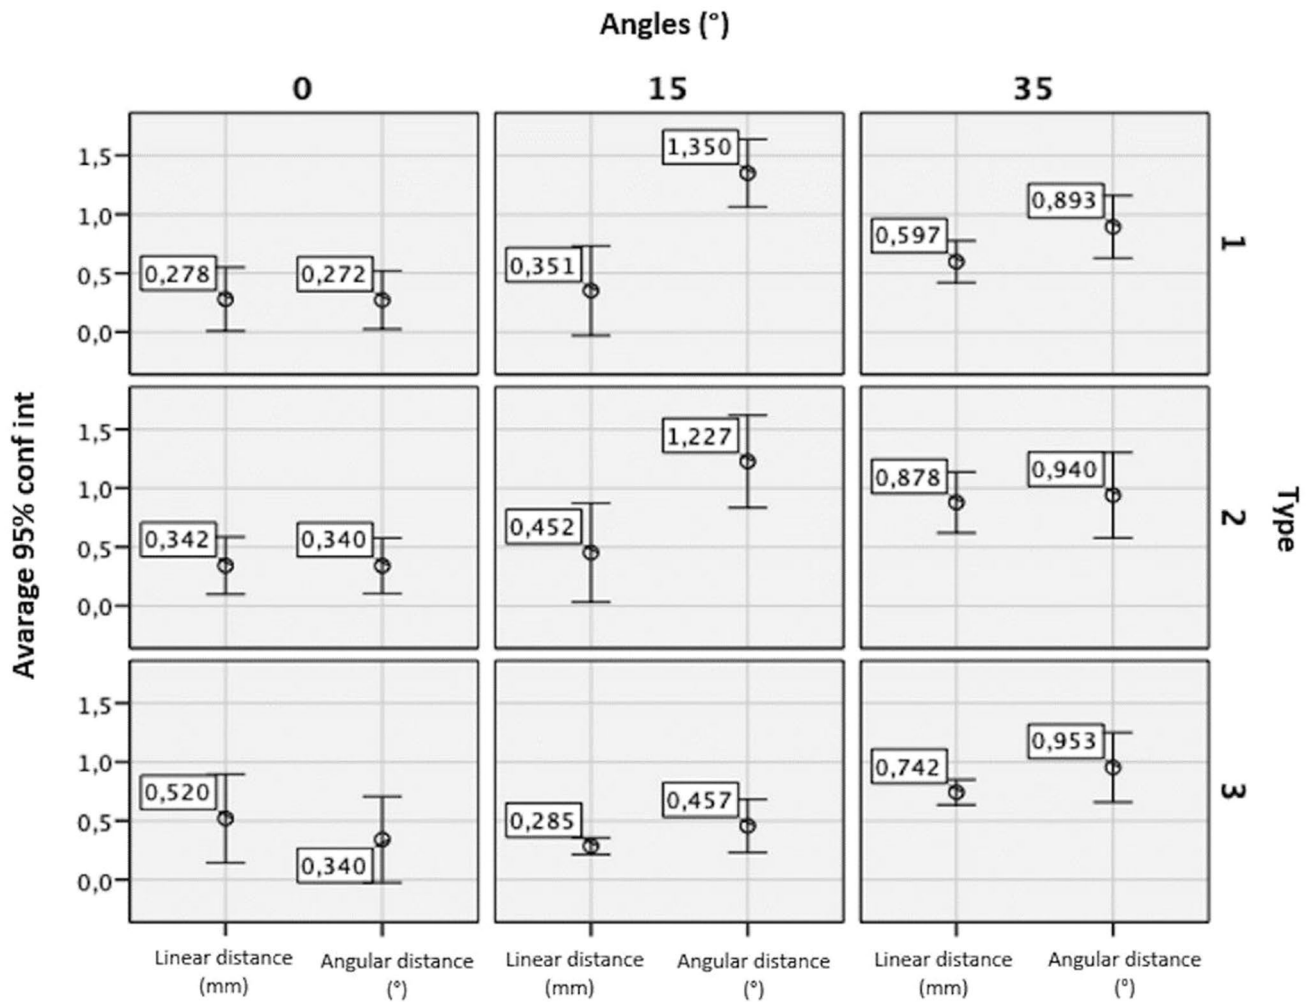 Angles (°)
0 15 35
1,5
1,0
0,5
0,0
0,278
0,272
0,351
1,350
0,597
0,893
1
1,5
1,0
0,5
0,0
0,342
0,340
0,452
1,227
0,878
0,940
2
1,5
1,0
0,5
0,0
0,520
0,340
0,285
0,457
0,742
0,953
3
Avarage 95% conf int
Type
Linear distance
(mm)
Angular distance
(°)
Linear distance
(mm)
Angular distance
(°)
Linear distance
(mm)
Angular distance
(°)